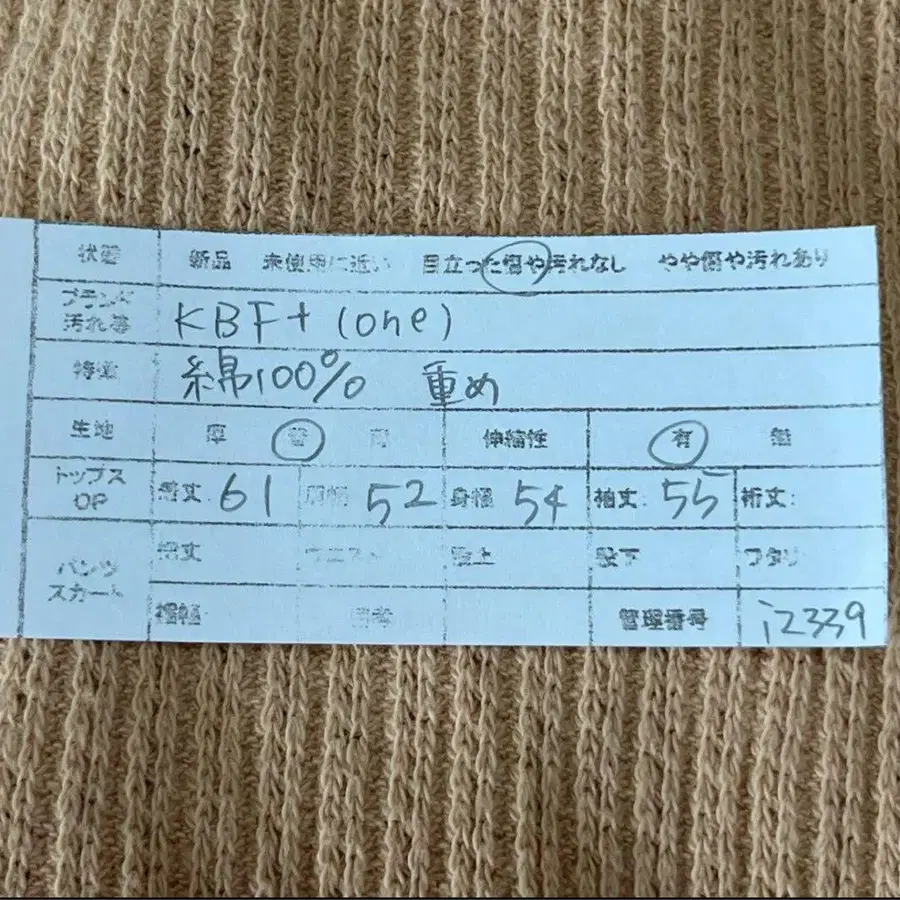 状態 新品 未使用に近い 目立った傷や汚れなし やや傷や汚れあり
ブランド
汚れ等 KBF+(one)
特徴 綿100% 重め
生地 厚 普 伸縮性 有 無
トップス
OP 着丈: 61 肩幅 52 身幅 54 袖丈: 55 裄丈:
パンツ
スカート 総丈 ウエスト 股上 股下 ワタリ
裾幅: 備考 管理番号 i2339